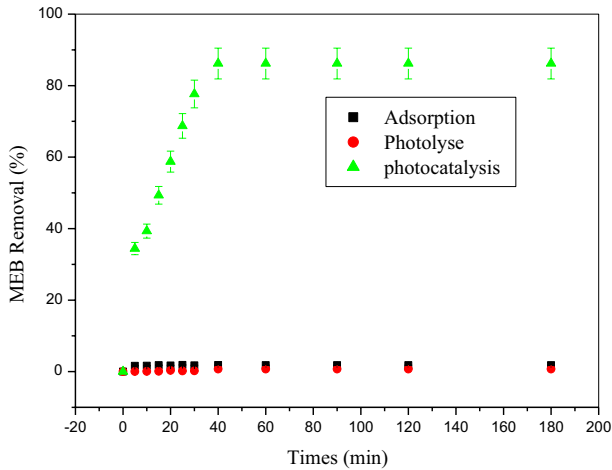 100
80
60
40
20
0
MEB Removal (%)
Adsorption
Photolyse
photocatalysis
-20 0 20 40 60 80 100 120 140 160 180 200
Times (min)